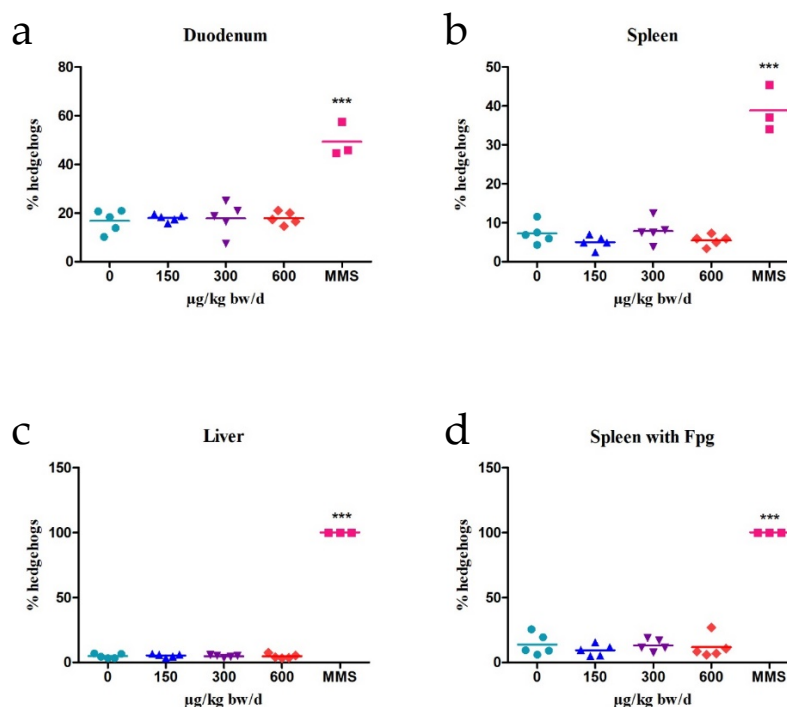 a
Duodenum
% hedgehogs
80
60
40
20
0
***
0 150 300 600 MMS
µg/kg bw/d
b
Spleen
% hedgehogs
50
40
30
20
10
0
***
0 150 300 600 MMS
µg/kg bw/d
c
Liver
% hedgehogs
150
100
50
0
***
0 150 300 600 MMS
µg/kg bw/d
d
Spleen with Fpg
% hedgehogs
150
100
50
0
***
0 150 300 600 MMS
µg/kg bw/d